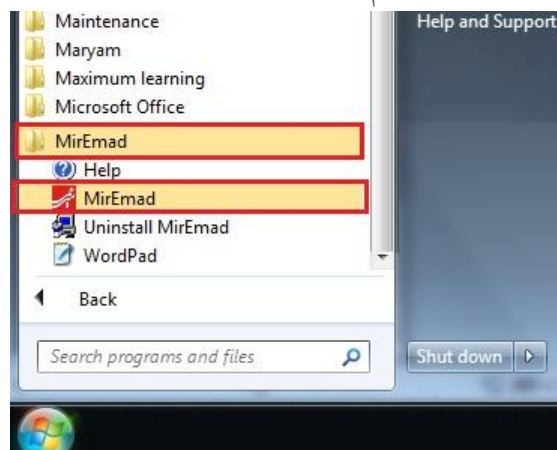 Maintenance
Maryam
Maximum learning
Microsoft Office
MirEmad
Help
MirEmad
Uninstall MirEmad
WordPad
Back
Search programs and files
Help and Support
Shut down